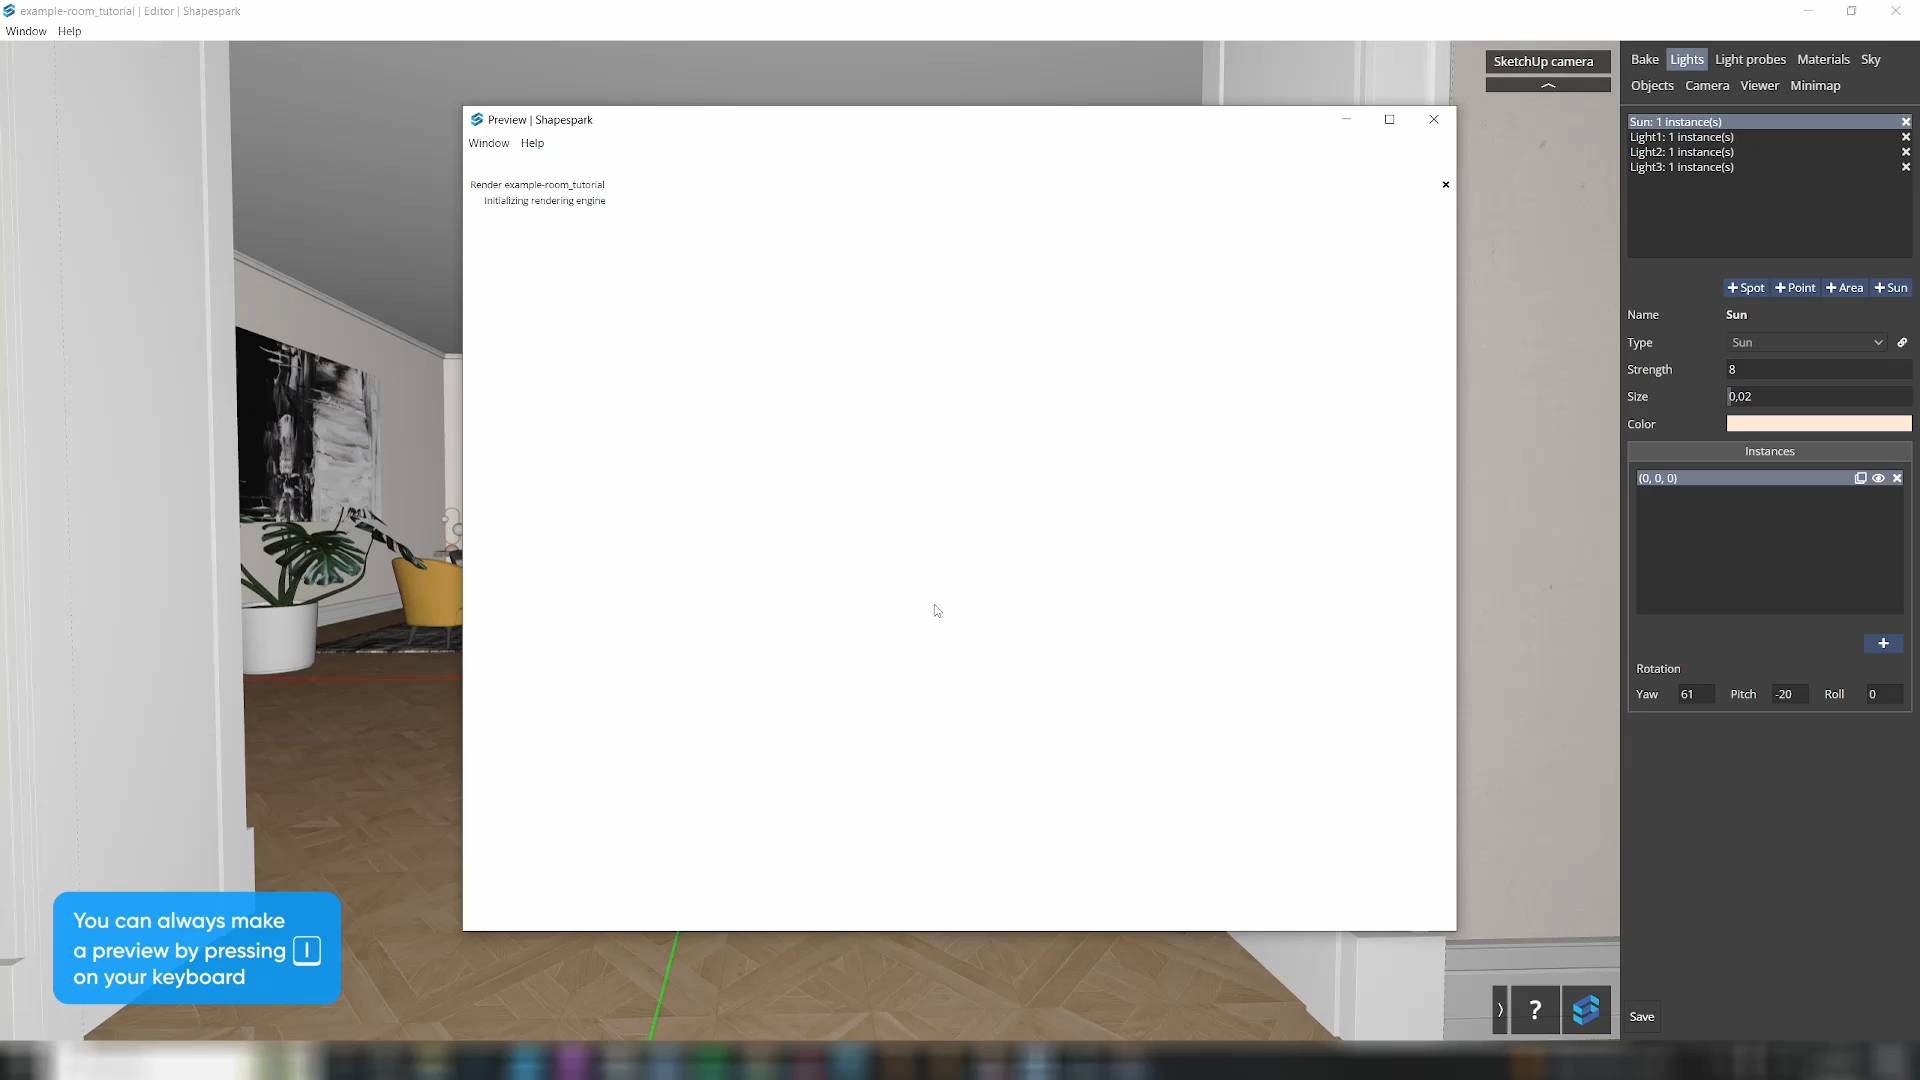 example-room_tutorial | Editor | Shapespark
Window Help
SketchUp camera
Bake Lights Light probes Materials Sky
Objects Camera Viewer Minimap
Preview | Shapespark
Window Help
Render example-room_tutorial
Initializing rendering engine
Sun: 1 instance(s)
Light1: 1 instance(s)
Light2: 1 instance(s)
Light3: 1 instance(s)
+ Spot + Point + Area + Sun
Name Sun
Type Sun
Strength 8
Size 0,02
Color
Instances
(0, 0, 0)
+
Rotation
Yaw 61 Pitch -20 Roll 0
You can always make
a preview by pressing I
on your keyboard
?
Save